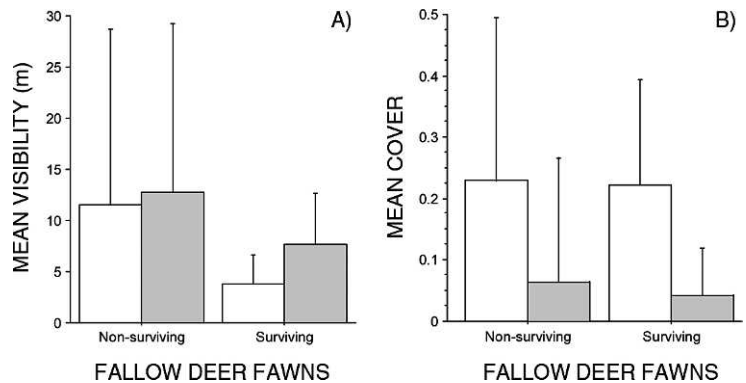 A)
MEAN VISIBILITY (m)
30
25
20
15
10
5
0
Non-surviving Surviving
FALLOW DEER FAWNS
B)
MEAN COVER
0.5
0.4
0.3
0.2
0.1
0
Non-surviving Surviving
FALLOW DEER FAWNS